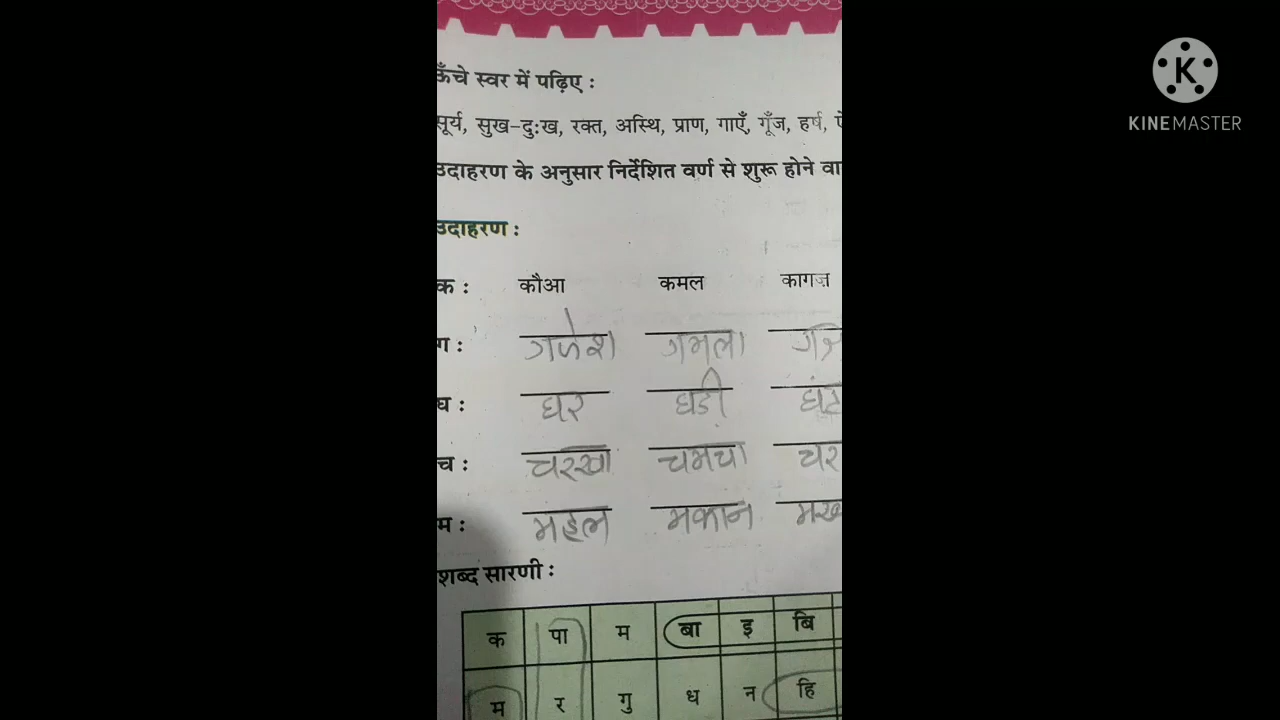 ऊँचे स्वर में पढ़िए :
सूर्य, सुख-दुःख, रक्त, अस्थि, प्राण, गाएँ, गूँज, हर्ष,
उदाहरण के अनुसार निर्देशित वर्ण से शुरू होने वा
उदाहरण :
क : कौआ कमल कागज़
ग : गणेश गमला
घ : घर घड़ी
च : चरखा चमचा चर
म : महल मकान
शब्द सारणी :
क पा म बा इ बि
म र गु ध न हि
KINEMASTER